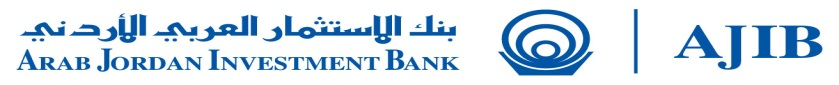 بنك الإستثمار العربي الأردني
ARAB JORDAN INVESTMENT BANK
AJIB